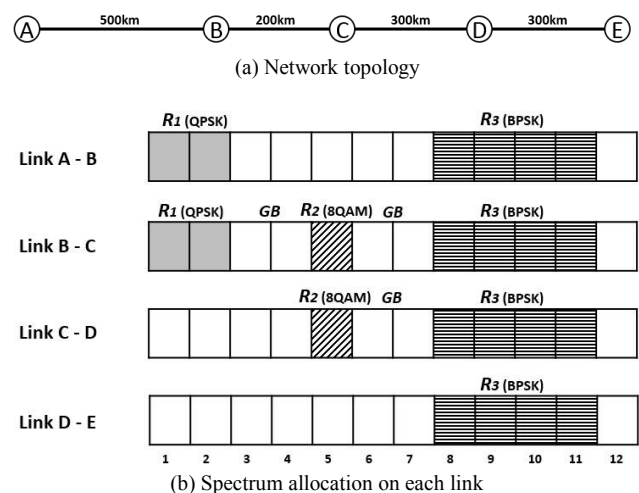 500km 200km 300km 300km
A B C D E
(a) Network topology
R1 (QPSK) R3 (BPSK)
Link A - B
R1 (QPSK) GB R2 (8QAM) GB R3 (BPSK)
Link B - C
R2 (8QAM) GB R3 (BPSK)
Link C - D
R3 (BPSK)
Link D - E
1 2 3 4 5 6 7 8 9 10 11 12
(b) Spectrum allocation on each link